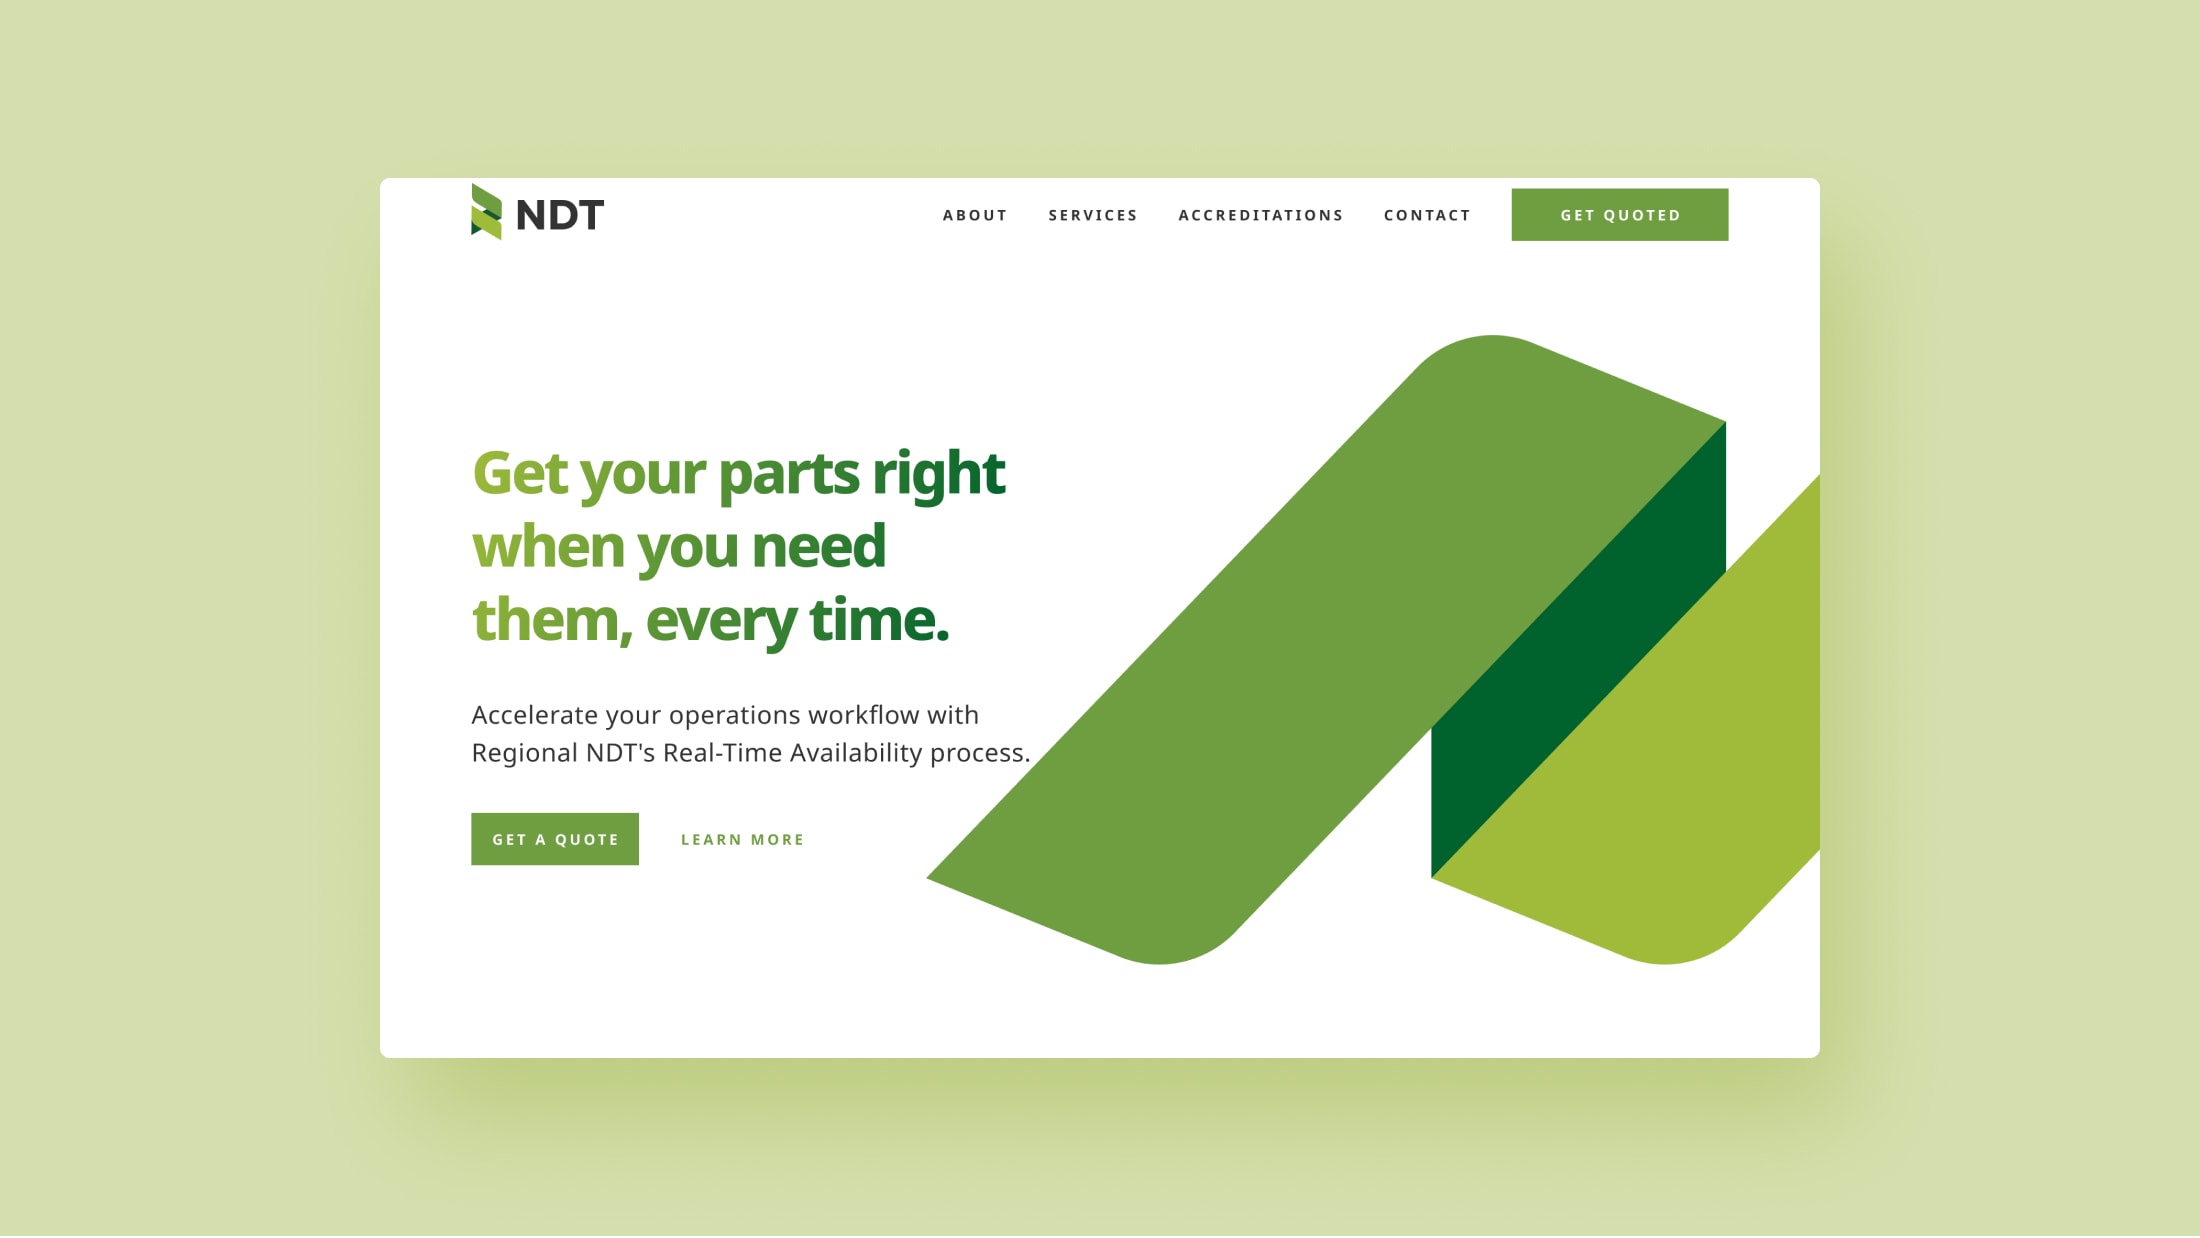 NDT
ABOUT SERVICES ACCREDITATIONS CONTACT GET QUOTED
Get your parts right
when you need
them, every time.
Accelerate your operations workflow with
Regional NDT's Real-Time Availability process.
GET A QUOTE LEARN MORE